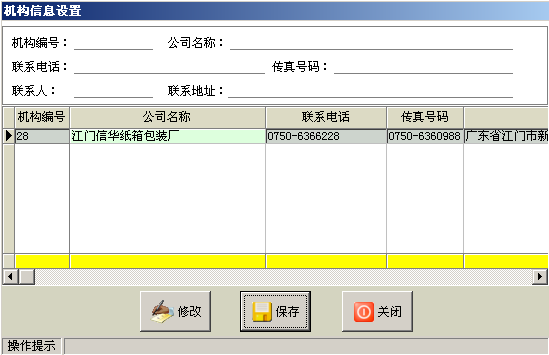 机构信息设置
机构编号： 公司名称：
联系电话： 传真号码：
联系人： 联系地址：
机构编号 公司名称 联系电话 传真号码
28 江门信华纸箱包装厂 0750-6366228 0750-6360988 广东省江门市新
修改 保存 关闭
操作提示